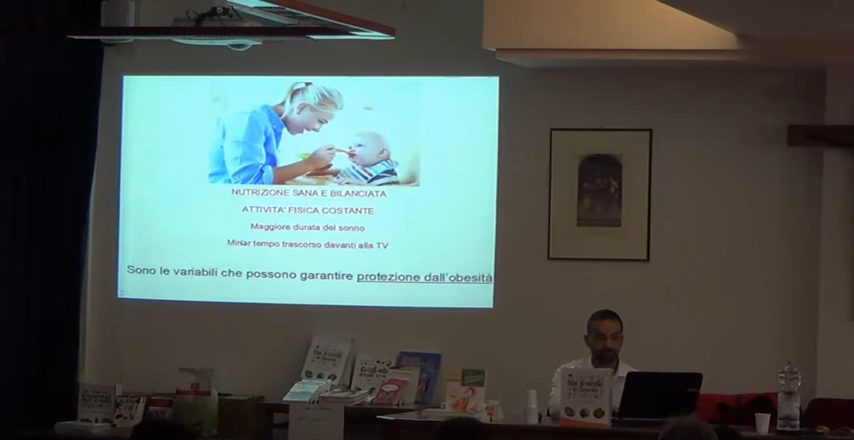 NUTRIZIONE SANA E BILANCIATA
ATTIVITA' FISICA COSTANTE
Maggiore durata del sonno
Minor tempo trascorso davanti alla TV
Sono le variabili che possono garantire protezione dall'obesità